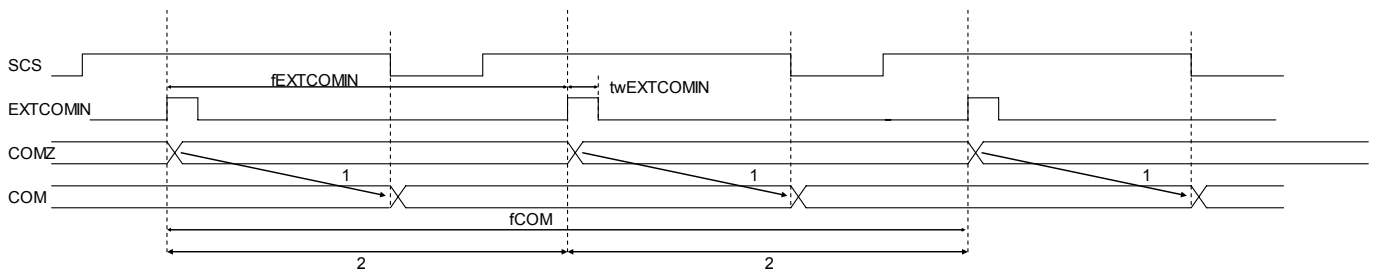 SCS
fEXTCOMIN
twEXTCOMIN
EXTCOMIN
COMZ
1 1 1
COM
fCOM
2 2